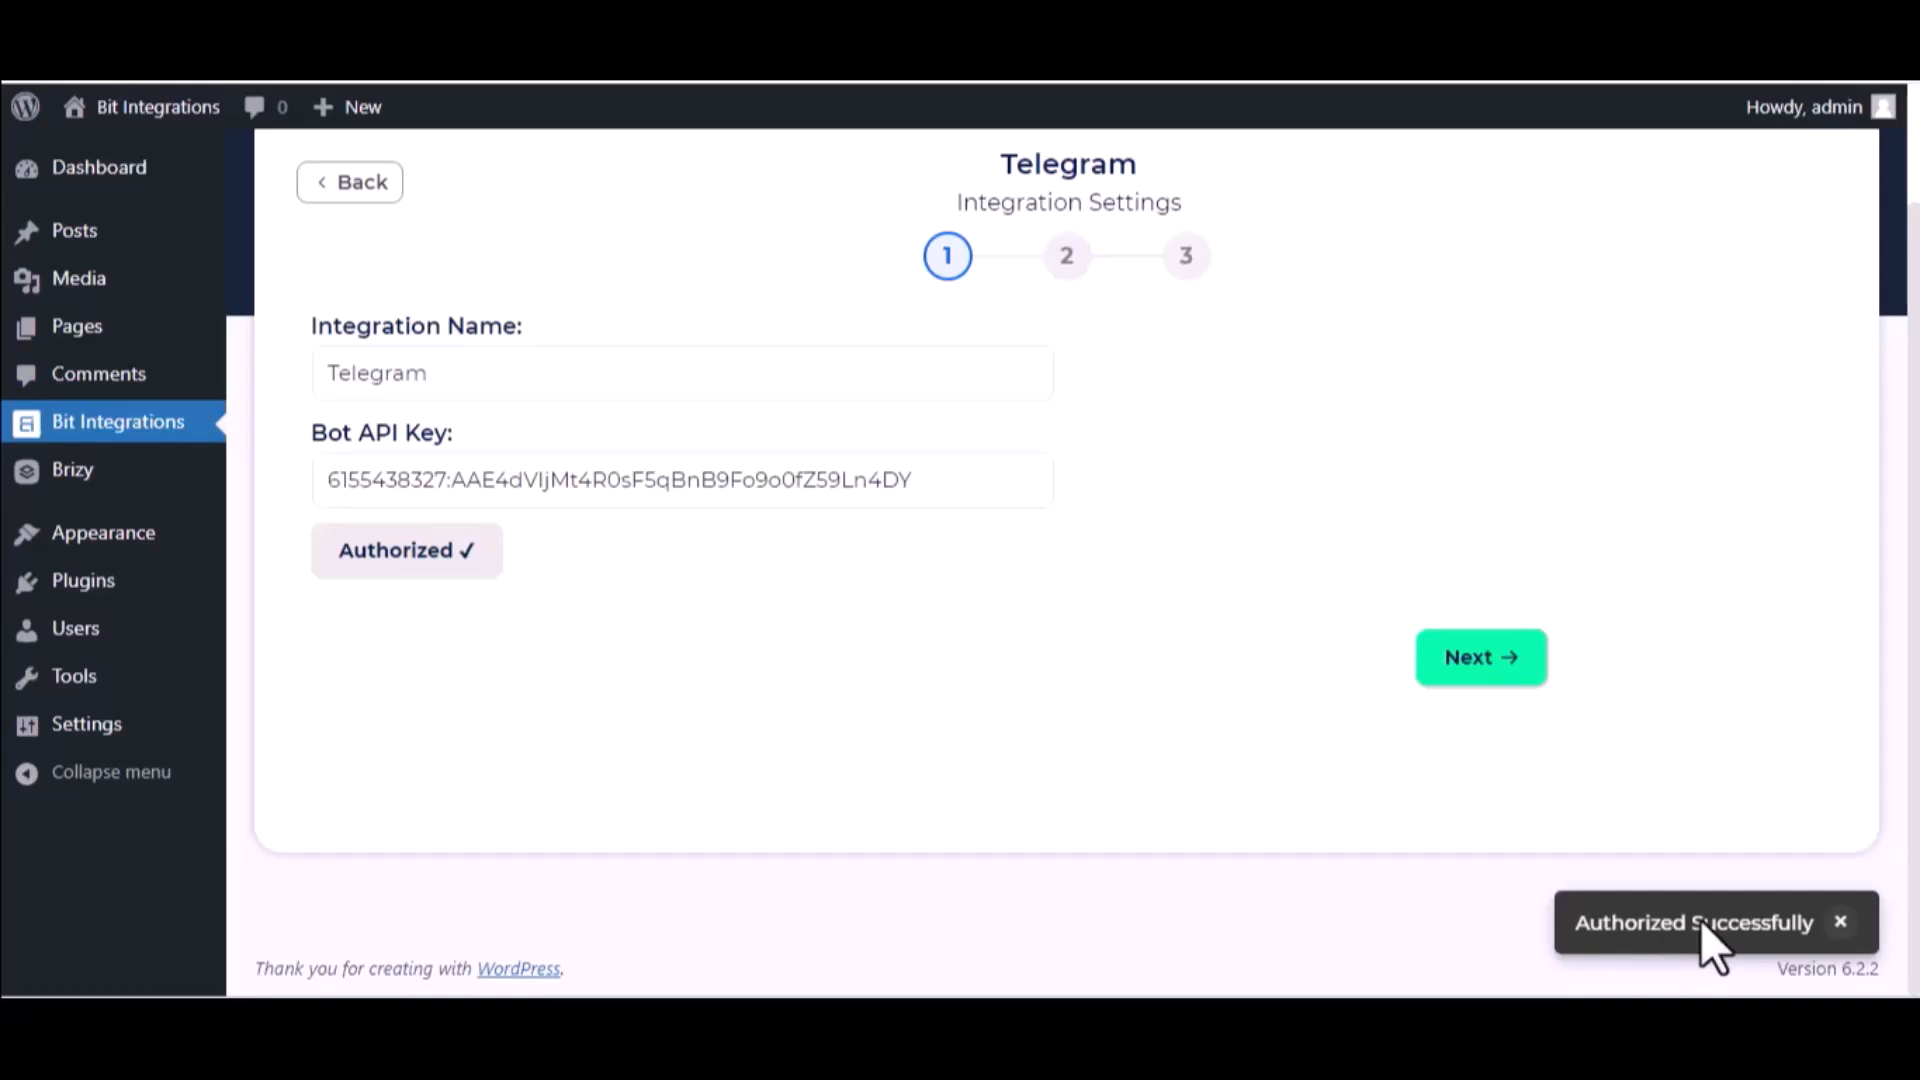 Bit Integrations 0 New Howdy, admin
Dashboard
Posts
Media
Pages
Comments
Bit Integrations
Brizy
Appearance
Plugins
Users
Tools
Settings
Collapse menu
Back
Telegram
Integration Settings
1 2 3
Integration Name:
Telegram
Bot API Key:
6155438327:AAE4dVIjMt4R0sF5qBnB9Fo9o0fZ59Ln4DY
Authorized ✓
Next →
Authorized Successfully ×
Thank you for creating with WordPress.
Version 6.2.2